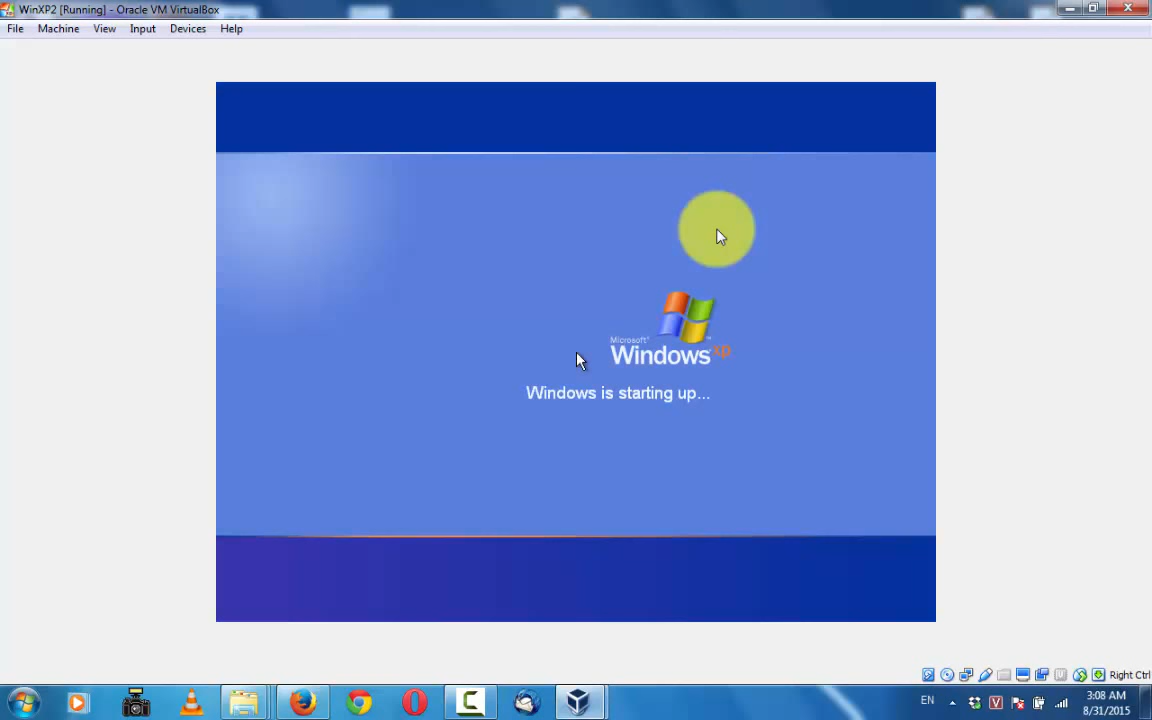 WinXP2 [Running] - Oracle VM VirtualBox
File Machine View Input Devices Help
Microsoft®
Windows xp
Windows is starting up...
Right Ctrl
EN
3:08 AM
8/31/2015